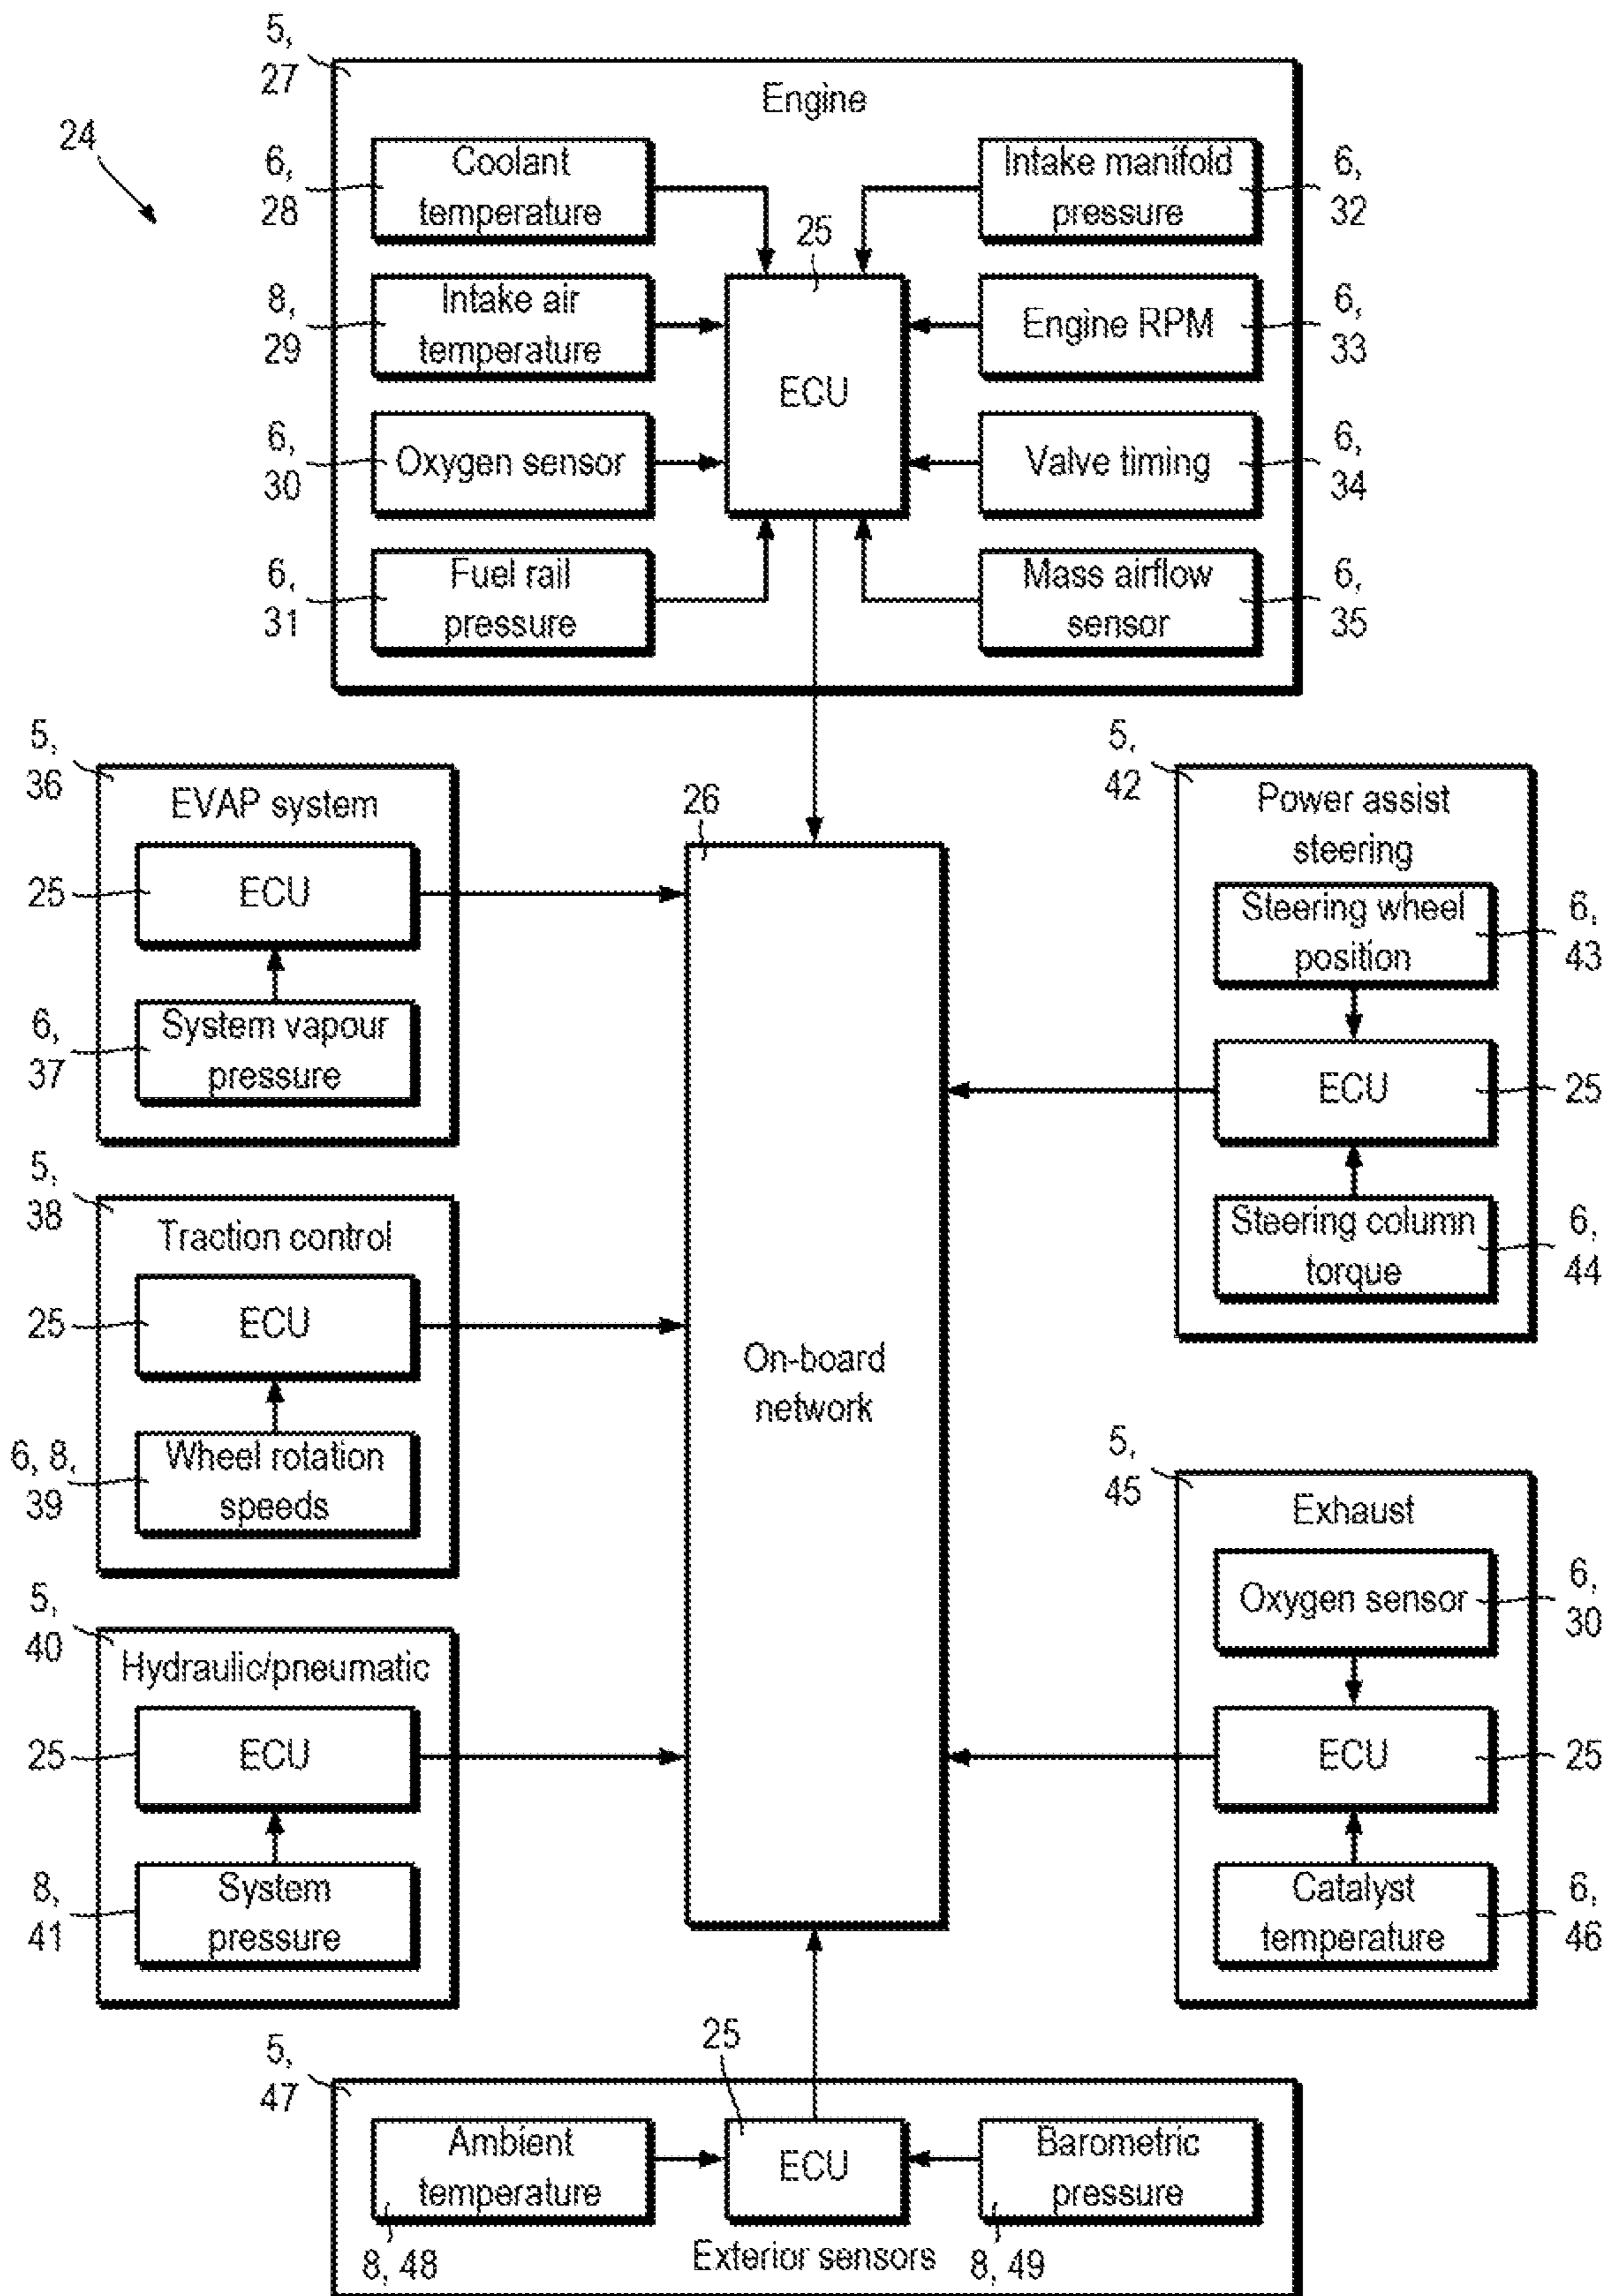 5,
27
Engine
24
6,
28
Coolant
temperature
Intake manifold
pressure
6,
32
25
8,
29
Intake air
temperature
ECU
Engine RPM
6,
33
6,
30
Oxygen sensor
Valve timing
6,
34
6,
31
Fuel rail
pressure
Mass airflow
sensor
6,
35
5,
36
EVAP system
25
ECU
6,
37
System vapour
pressure
26
On-board
network
5,
42
Power assist
steering
Steering wheel
position
6,
43
ECU
25
Steering column
torque
6,
44
5,
38
Traction control
25
ECU
6, 8,
39
Wheel rotation
speeds
5,
40
Hydraulic/pneumatic
25
ECU
8,
41
System
pressure
5,
45
Exhaust
Oxygen sensor
6,
30
ECU
25
Catalyst
temperature
6,
46
5,
47
25
Ambient
temperature
ECU
Barometric
pressure
8, 48
Exterior sensors
8, 49